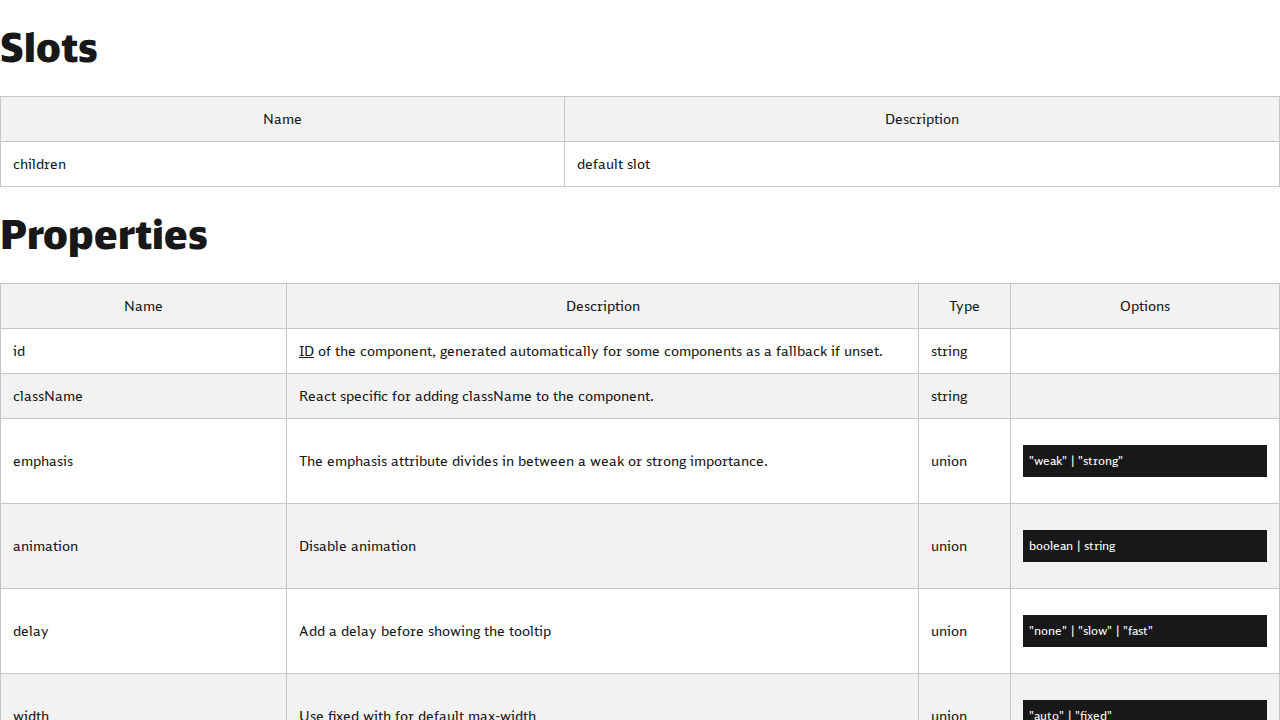 Slots
Name Description
children default slot
Properties
Name Description Type Options
id ID of the component, generated automatically for some components as a fallback if unset. string
className React specific for adding className to the component. string
emphasis The emphasis attribute divides in between a weak or strong importance. union "weak" | "strong"
animation Disable animation union boolean | string
delay Add a delay before showing the tooltip union "none" | "slow" | "fast"
width Use fixed with for default max-width union "auto" | "fixed"